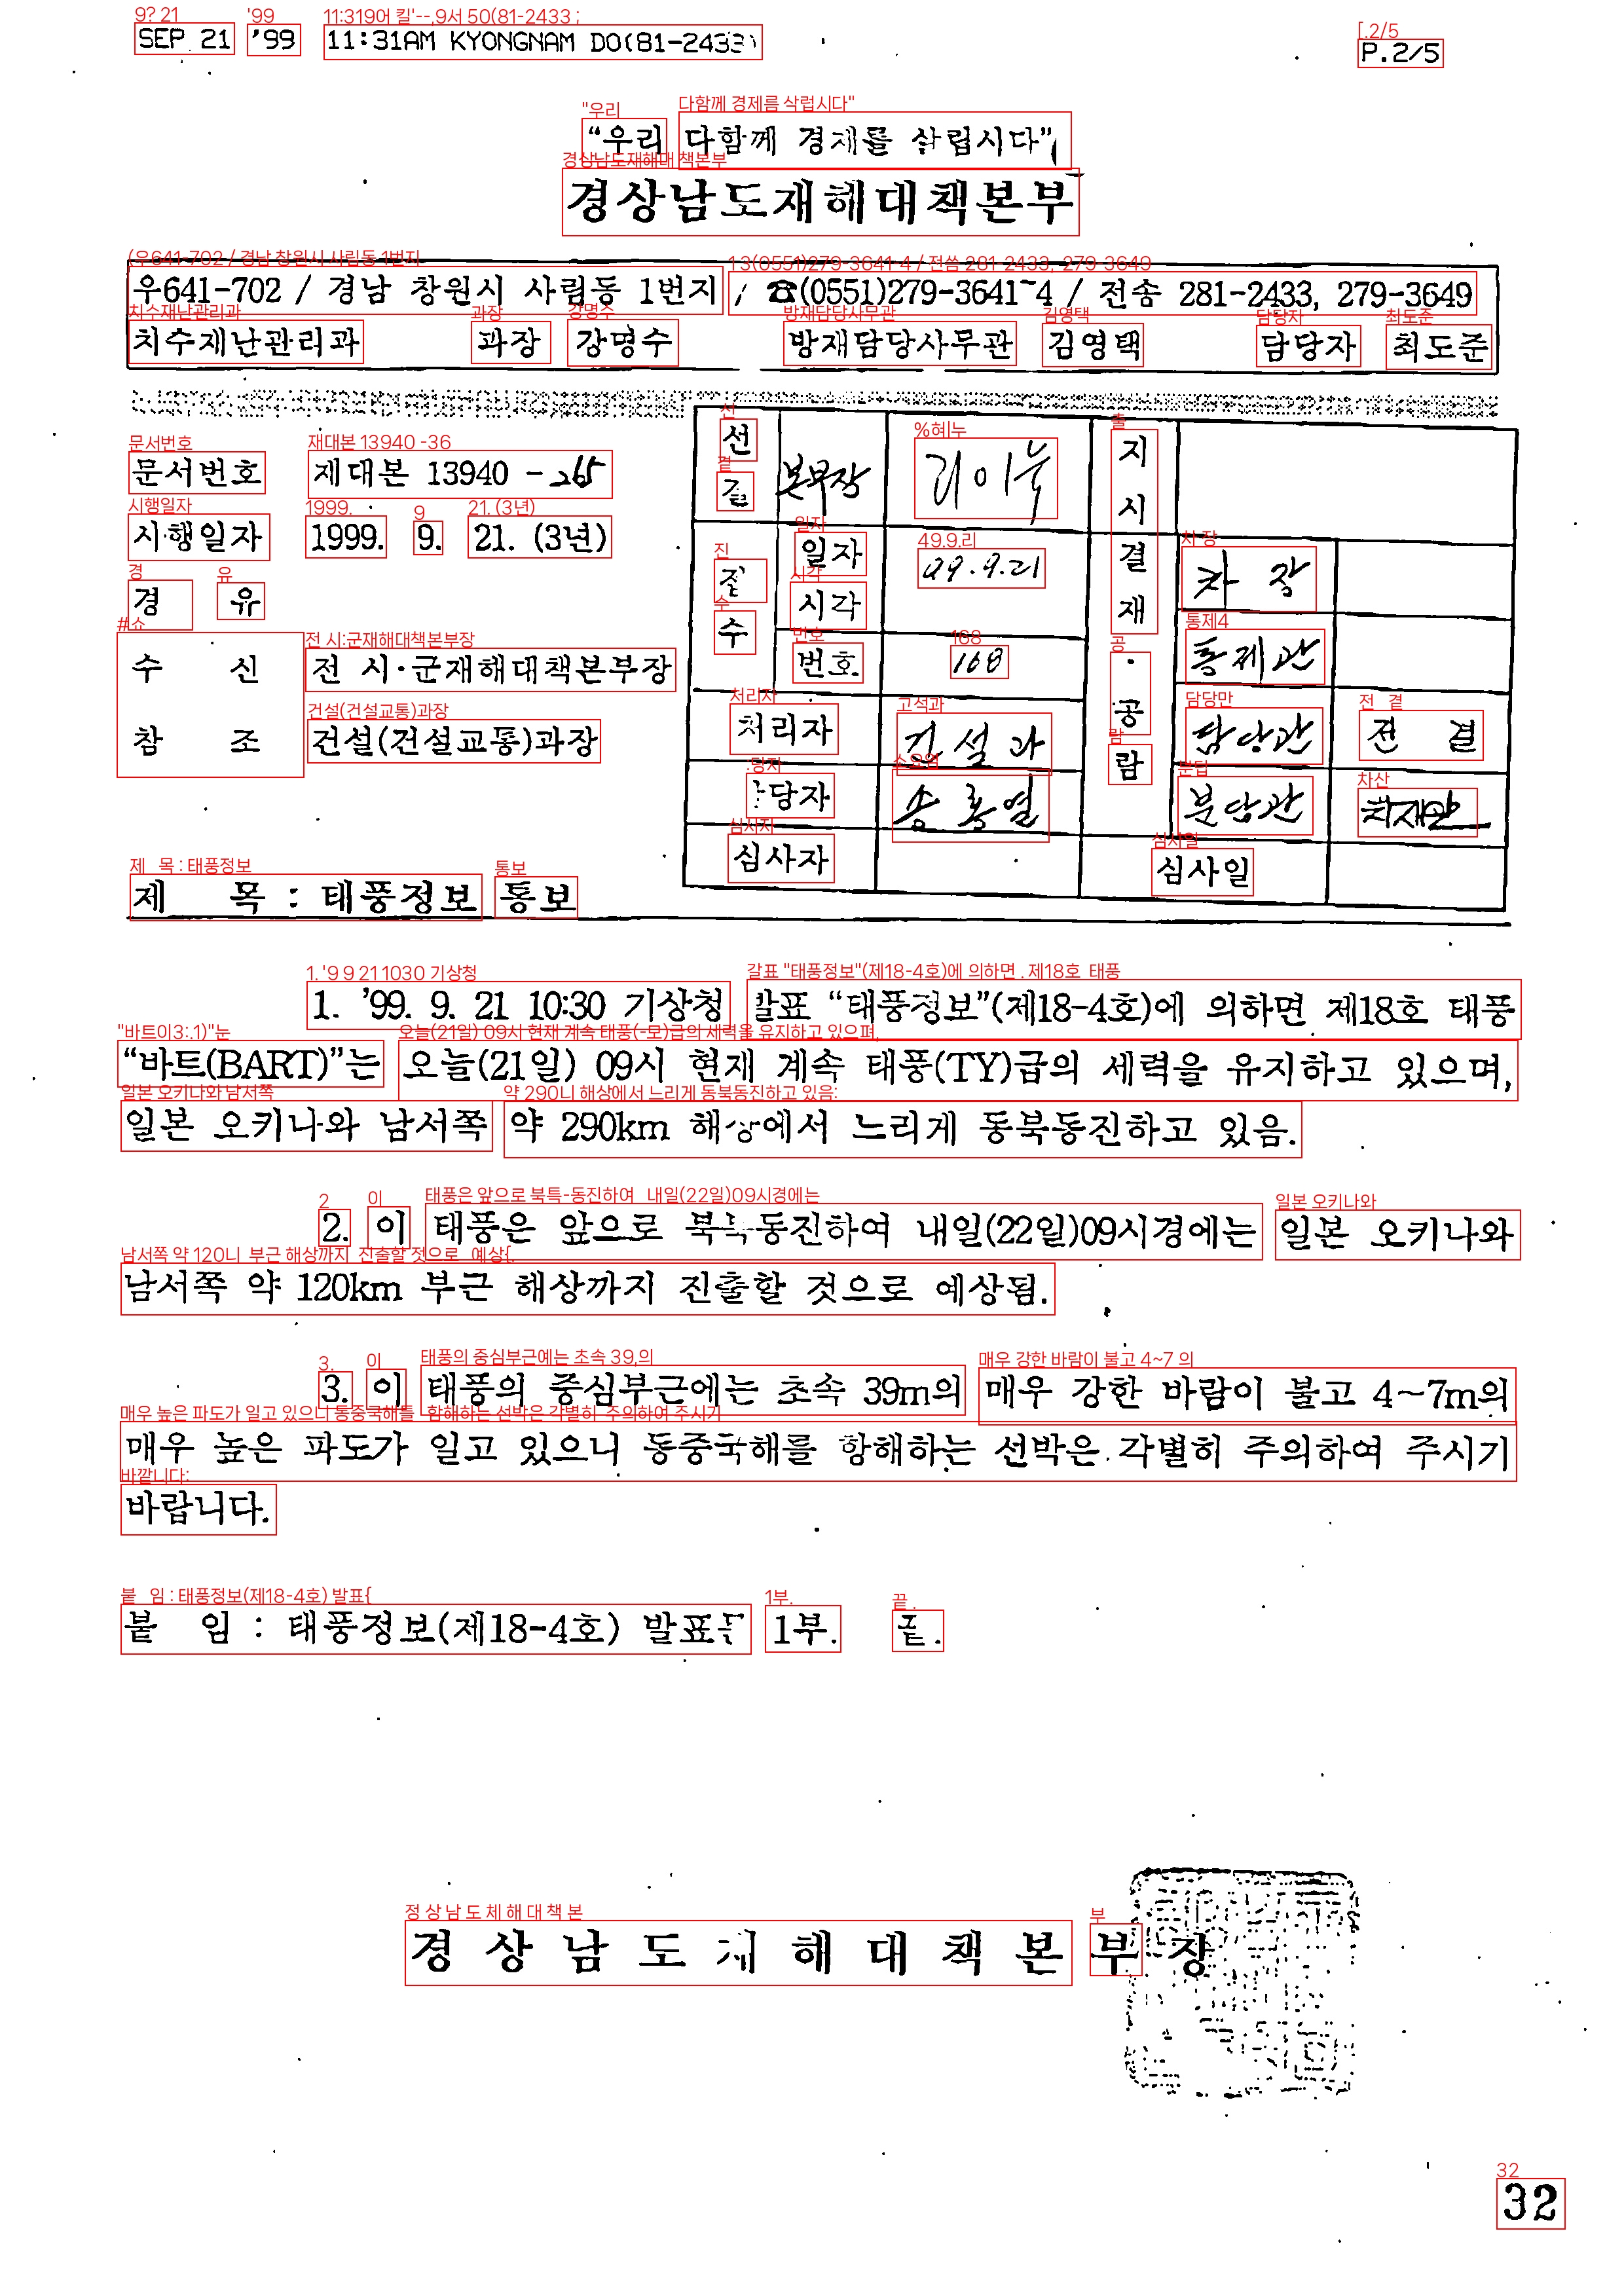 SEP 21 '99 11:31AM KYONGNAM DO(81-2433) P.2/5
“우리 다함께 경제를 살립시다”
경상남도재해대책본부
우641-702 / 경남 창원시 사림동 1번지 / ☎(0551)279-3641~4 / 전송 281-2433, 279-3649
치수재난관리과 과장 강명수 방재담당사무관 김영택 담당자 최도준
문서번호 제대본 13940 - 265
시행일자 1999. 9. 21. (3년)
경 유
수 신 전 시·군재해대책본부장
참 조 건설(건설교통)과장
선결 본부장
지시 결재·공람
접수 일자 99.9.21
시각
번호 168
처리자 건설과
담당자
심사자
차장
통제관
담당관 전결
분담관
심사일
제 목 : 태풍정보 통보
1. '99. 9. 21 10:30 기상청 발표 “태풍정보”(제18-4호)에 의하면 제18호 태풍
“바트(BART)”는 오늘(21일) 09시 현재 계속 태풍(TY)급의 세력을 유지하고 있으며,
일본 오키나와 남서쪽 약 290km 해상에서 느리게 동북동진하고 있음.
2. 이 태풍은 앞으로 북북동진하여 내일(22일)09시경에는 일본 오키나와
남서쪽 약 120km 부근 해상까지 진출할 것으로 예상됨.
3. 이 태풍의 중심부근에는 초속 39m의 매우 강한 바람이 불고 4~7m의
매우 높은 파도가 일고 있으니 동중국해를 항해하는 선박은 각별히 주의하여 주시기
바랍니다.
붙 임 : 태풍정보(제18-4호) 발표문 1부. 끝.
경 상 남 도 재 해 대 책 본 부 장
32